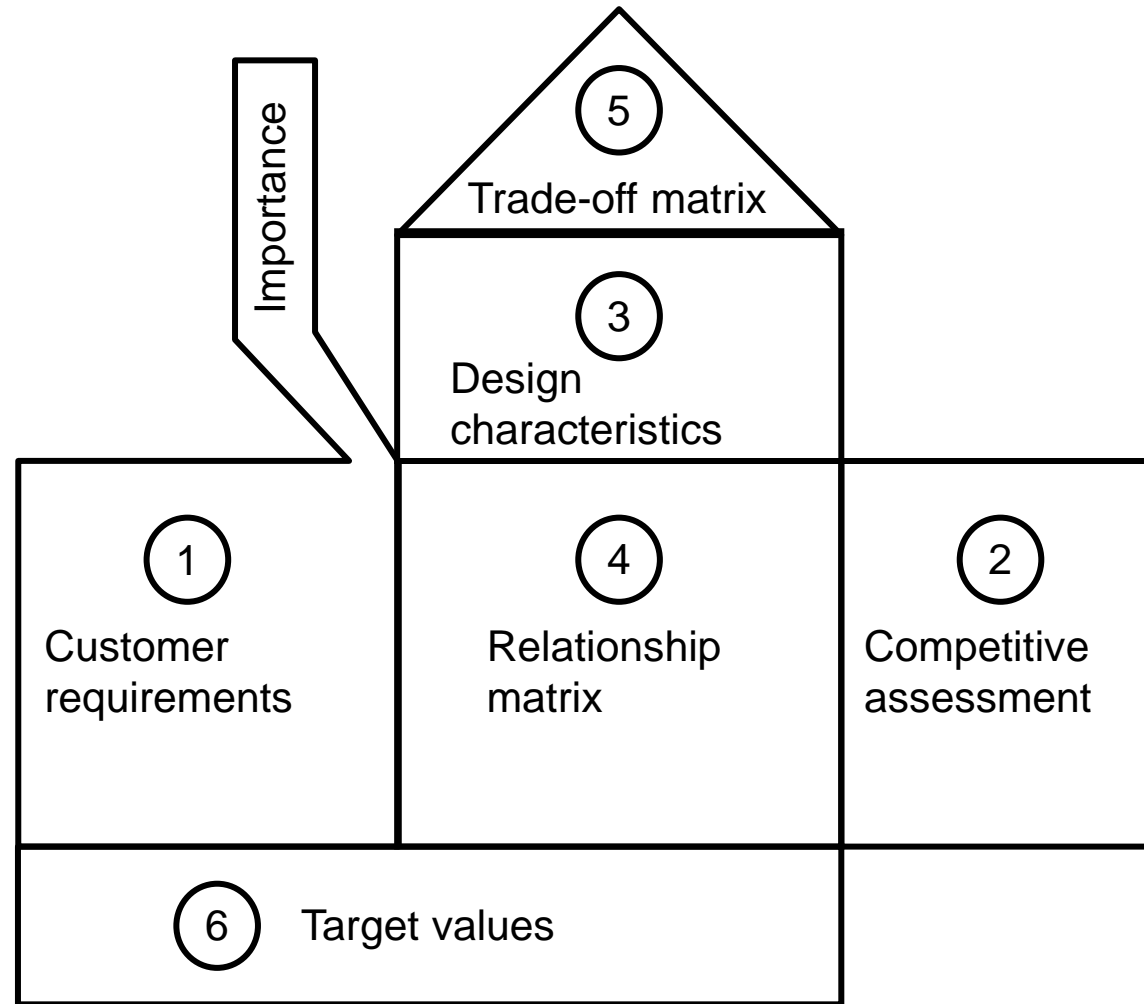 5
Trade-off matrix
Importance
3
Design
characteristics
1
Customer
requirements
4
Relationship
matrix
2
Competitive
assessment
6 Target values